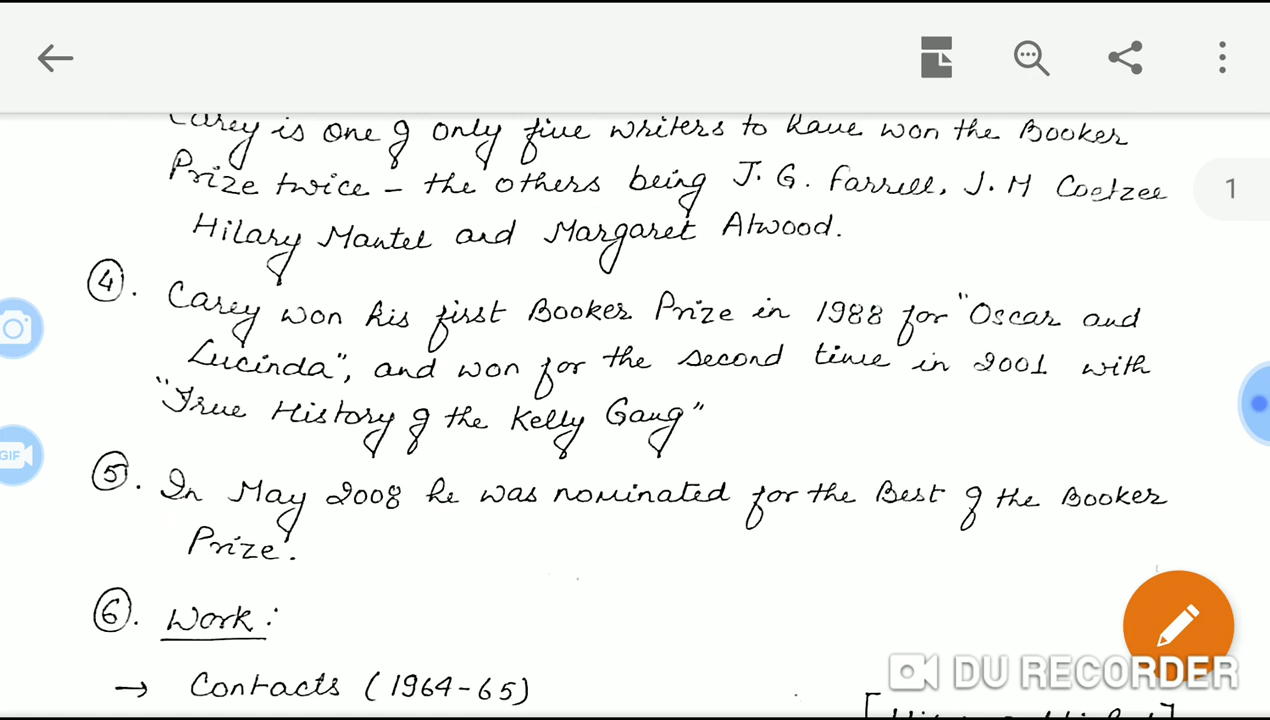 Carey is one of only five writers to have won the Booker
1
Prize twice – the others being J. G. Farrell, J. M Coetzee
Hilary Mantel and Margaret Atwood.
④. Carey won his first Booker Prize in 1988 for "Oscar and
Lucinda", and won for the second time in 2001 with
"True History of the Kelly Gang"
GIF
⑤. In May 2008 he was nominated for the Best of the Booker
Prize.
⑥. Work:
DU RECORDER
→ Contacts (1964-65)